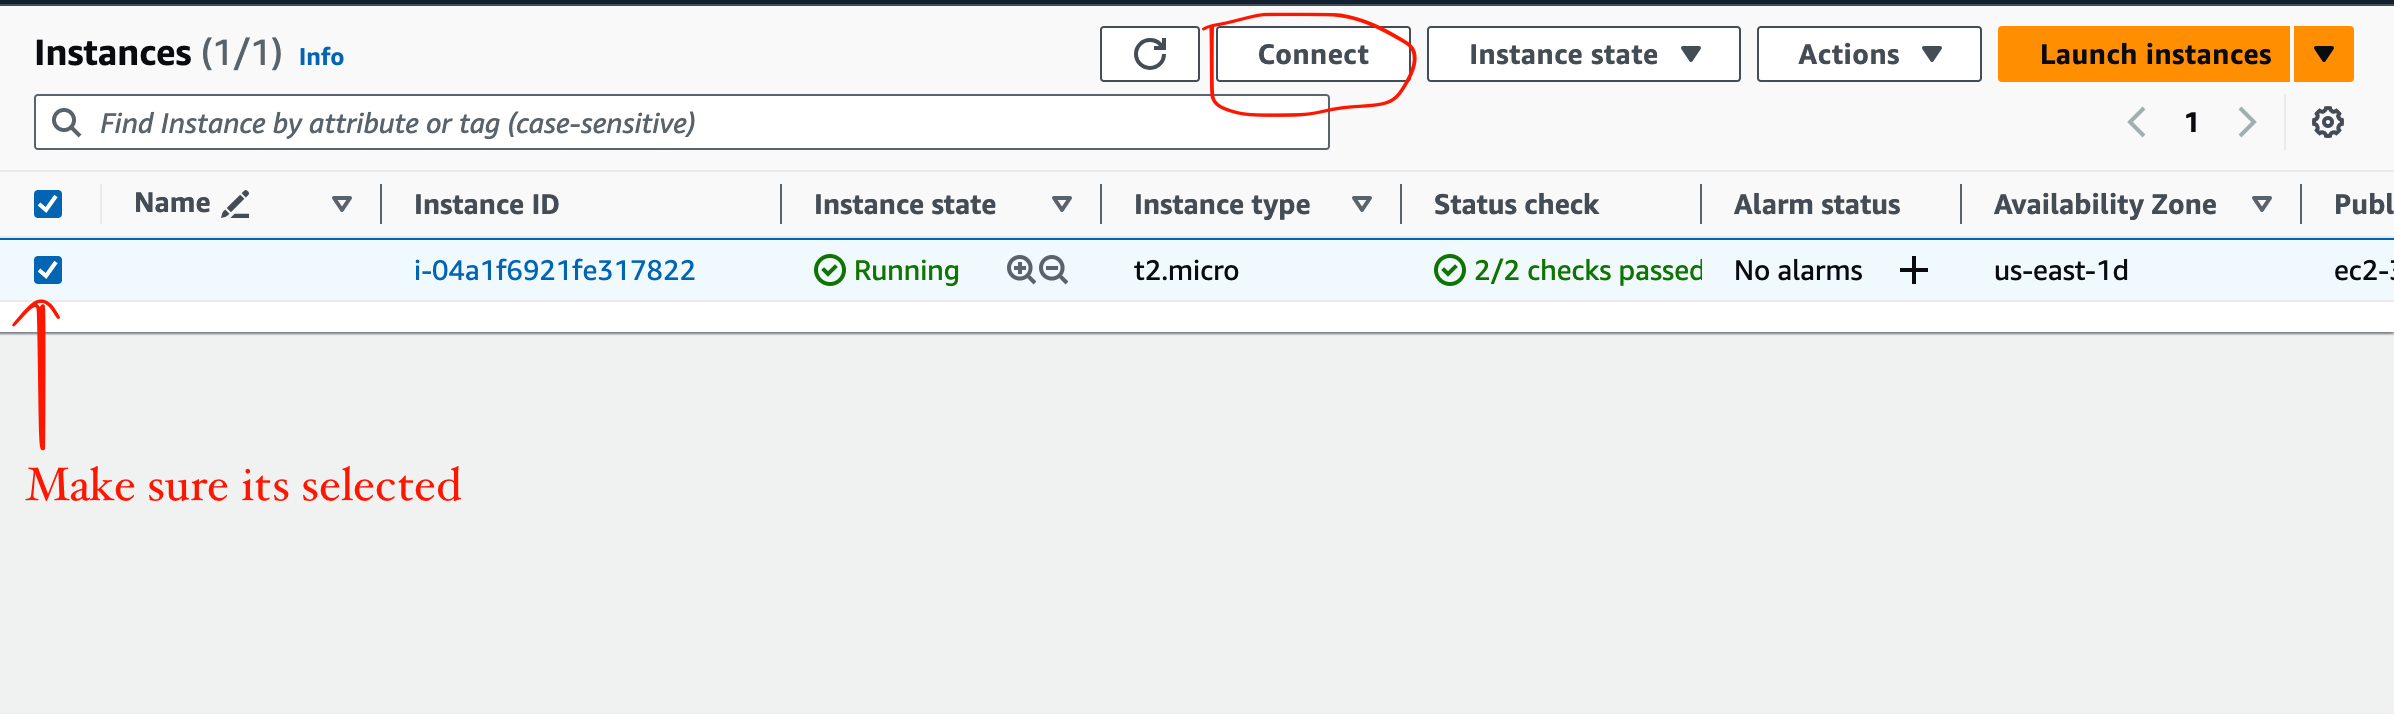 Instances (1/1) Info
Connect
Instance state
Actions
Launch instances
Find Instance by attribute or tag (case-sensitive)
1
Name
Instance ID
Instance state
Instance type
Status check
Alarm status
Availability Zone
Publ
i-04a1f6921fe317822
Running
t2.micro
2/2 checks passed
No alarms
us-east-1d
ec2-3
Make sure its selected